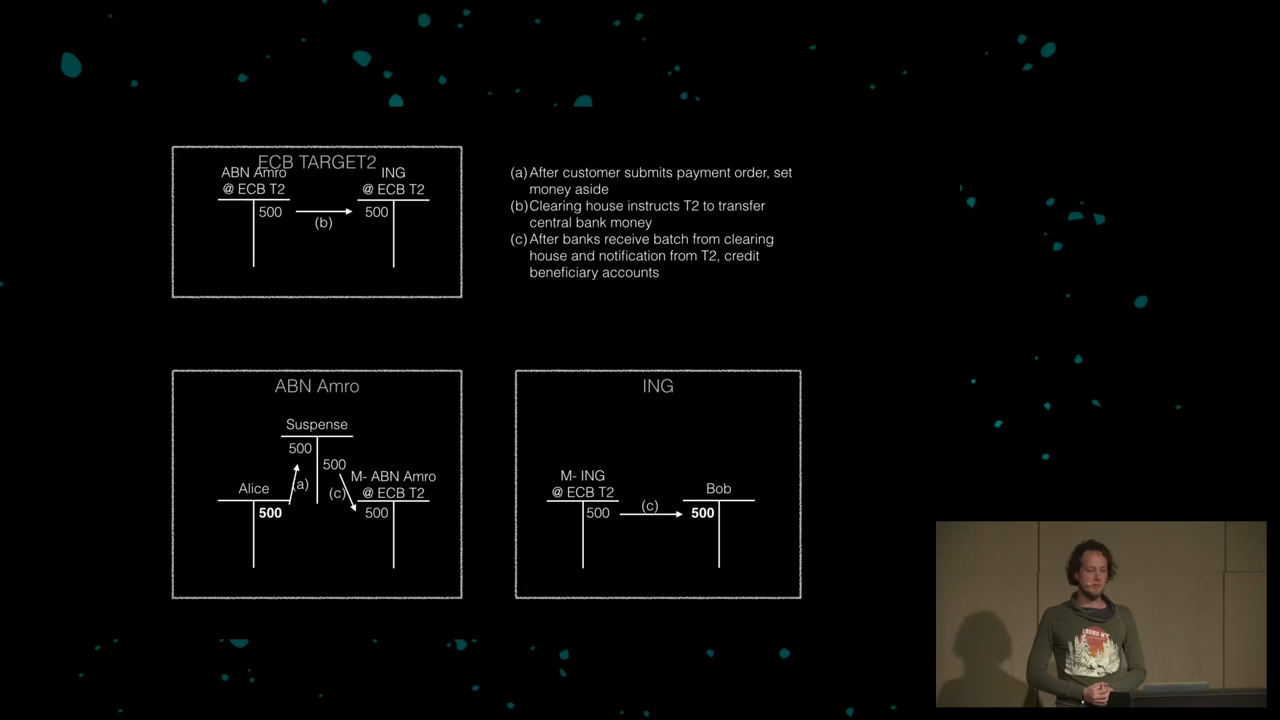 ECB TARGET2
ABN Amro
@ ECB T2
ING
@ ECB T2
500
(b)
500
(a) After customer submits payment order, set
money aside
(b) Clearing house instructs T2 to transfer
central bank money
(c) After banks receive batch from clearing
house and notification from T2, credit
beneficiary accounts
ABN Amro
Suspense
500
500
Alice
(a)
(c)
M- ABN Amro
@ ECB T2
500
500
ING
M- ING
@ ECB T2
Bob
500
(c)
500